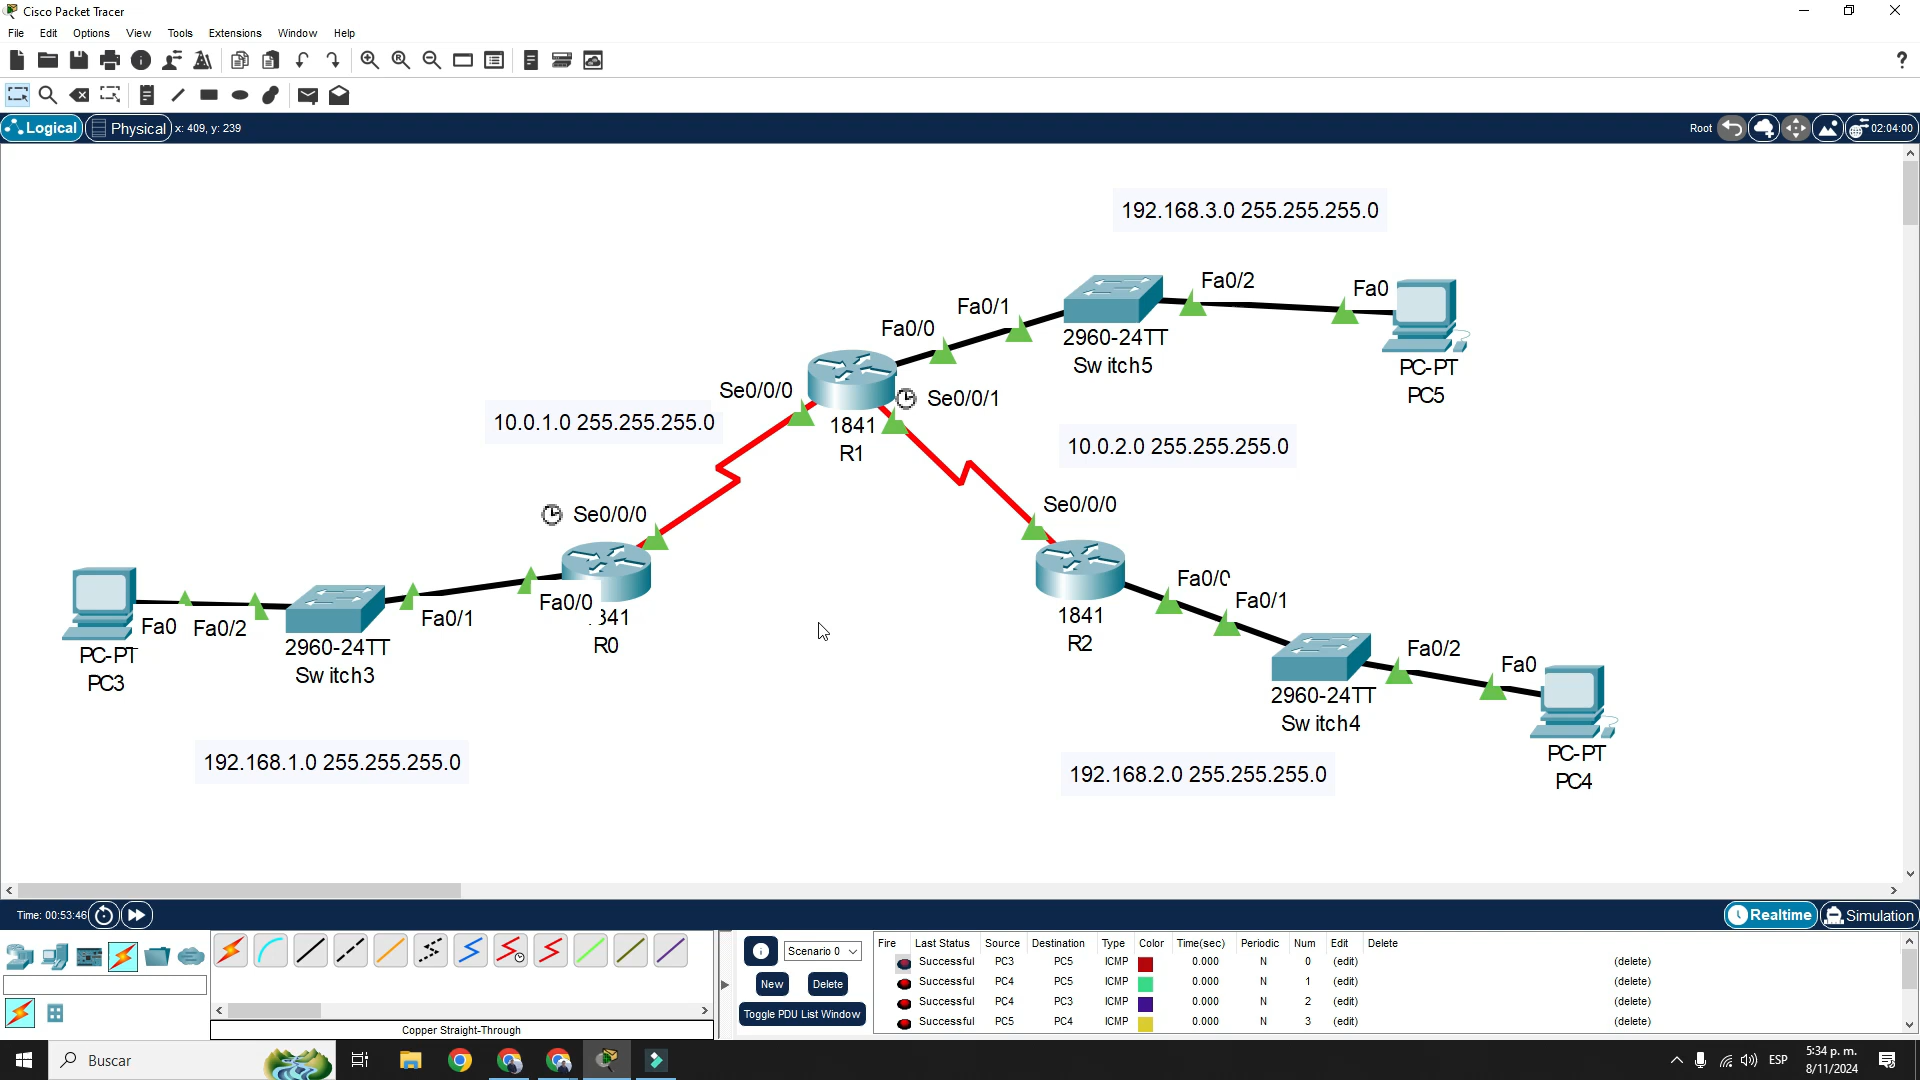 Cisco Packet Tracer
File Edit Options View Tools Extensions Window Help
Logical Physical x: 409, y: 239 Root 02:04:00
192.168.3.0 255.255.255.0
Fa0/2 Fa0
Fa0/1
Fa0/0
2960-24TT
Switch5
PC-PT
PC5
Se0/0/0 Se0/0/1
10.0.1.0 255.255.255.0
1841
R1
10.0.2.0 255.255.255.0
Se0/0/0
Se0/0/0
Fa0/0
Fa0/1
Fa0 Fa0/2 Fa0/1 Fa0/0
PC-PT
PC3
2960-24TT
Switch3
341
R0
1841
R2
Fa0/2
Fa0
2960-24TT
Switch4
PC-PT
PC4
192.168.1.0 255.255.255.0
192.168.2.0 255.255.255.0
Time: 00:53:46 Realtime Simulation
Scenario 0
New Delete
Toggle PDU List Window
Copper Straight-Through
Fire Last Status Source Destination Type Color Time(sec) Periodic Num Edit Delete
Successful PC3 PC5 ICMP 0.000 N 0 (edit) (delete)
Successful PC4 PC5 ICMP 0.000 N 1 (edit) (delete)
Successful PC4 PC3 ICMP 0.000 N 2 (edit) (delete)
Successful PC5 PC4 ICMP 0.000 N 3 (edit) (delete)
Buscar
ESP
5:34 p. m.
8/11/2024